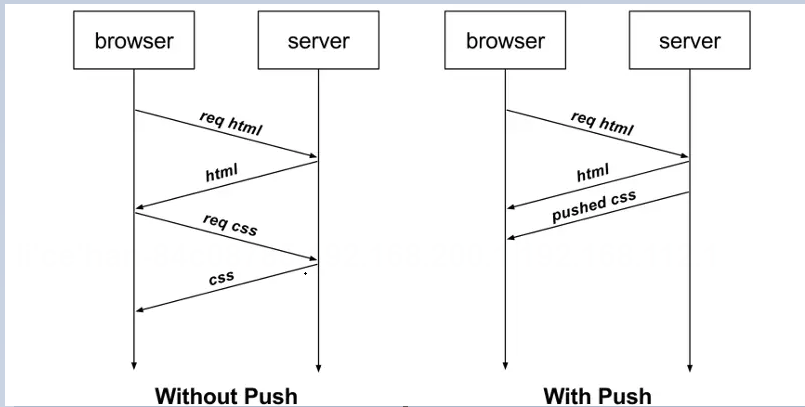 browser
server
req html
html
req css
css
Without Push
browser
server
req html
html
pushed css
With Push